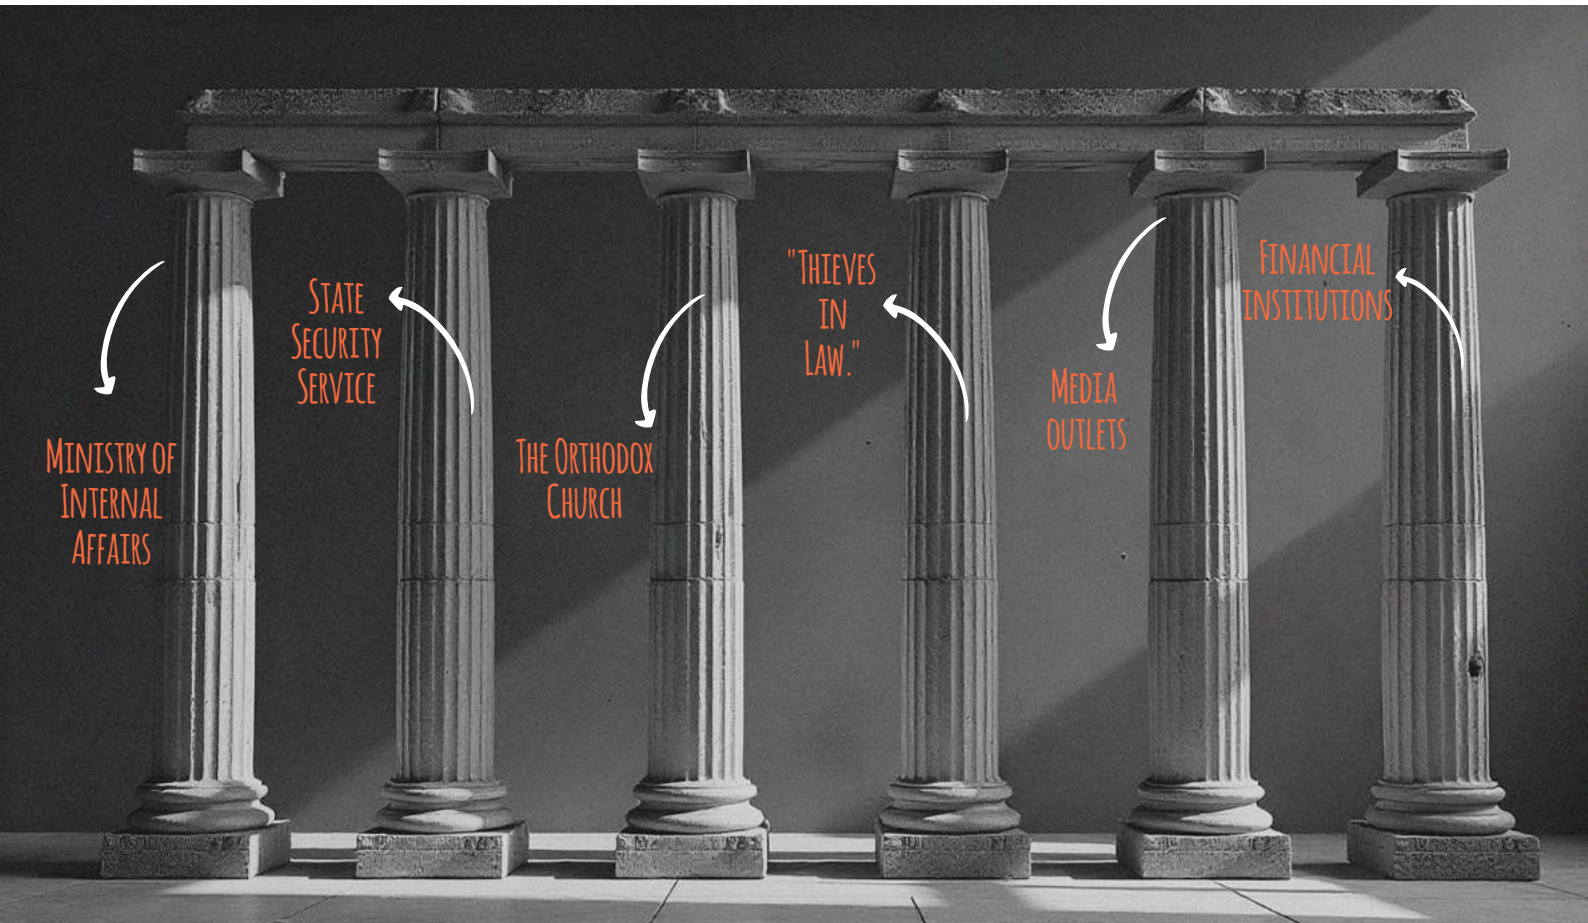 Ministry of
Internal
Affairs
State
Security
Service
The Orthodox
Church
"Thieves
in
Law."
Media
outlets
Financial
institutions